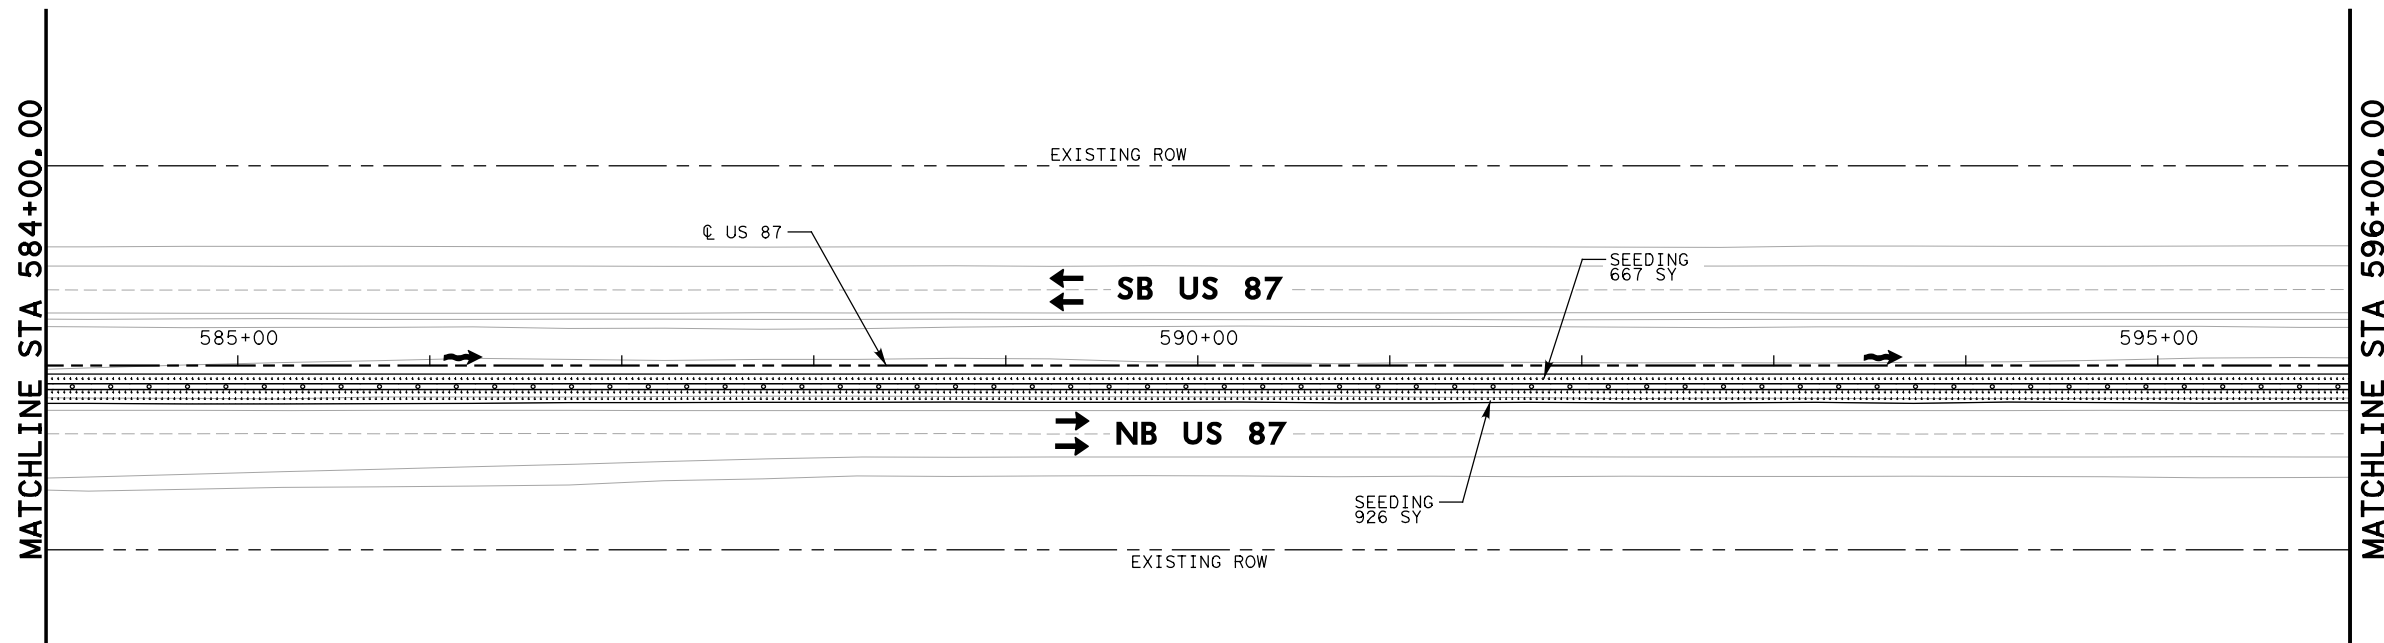 MATCHLINE STA 584+00.00
EXISTING ROW
℄ US 87
SEEDING
667 SY
SB US 87
585+00
590+00
595+00
NB US 87
SEEDING
926 SY
EXISTING ROW
MATCHLINE STA 596+00.00